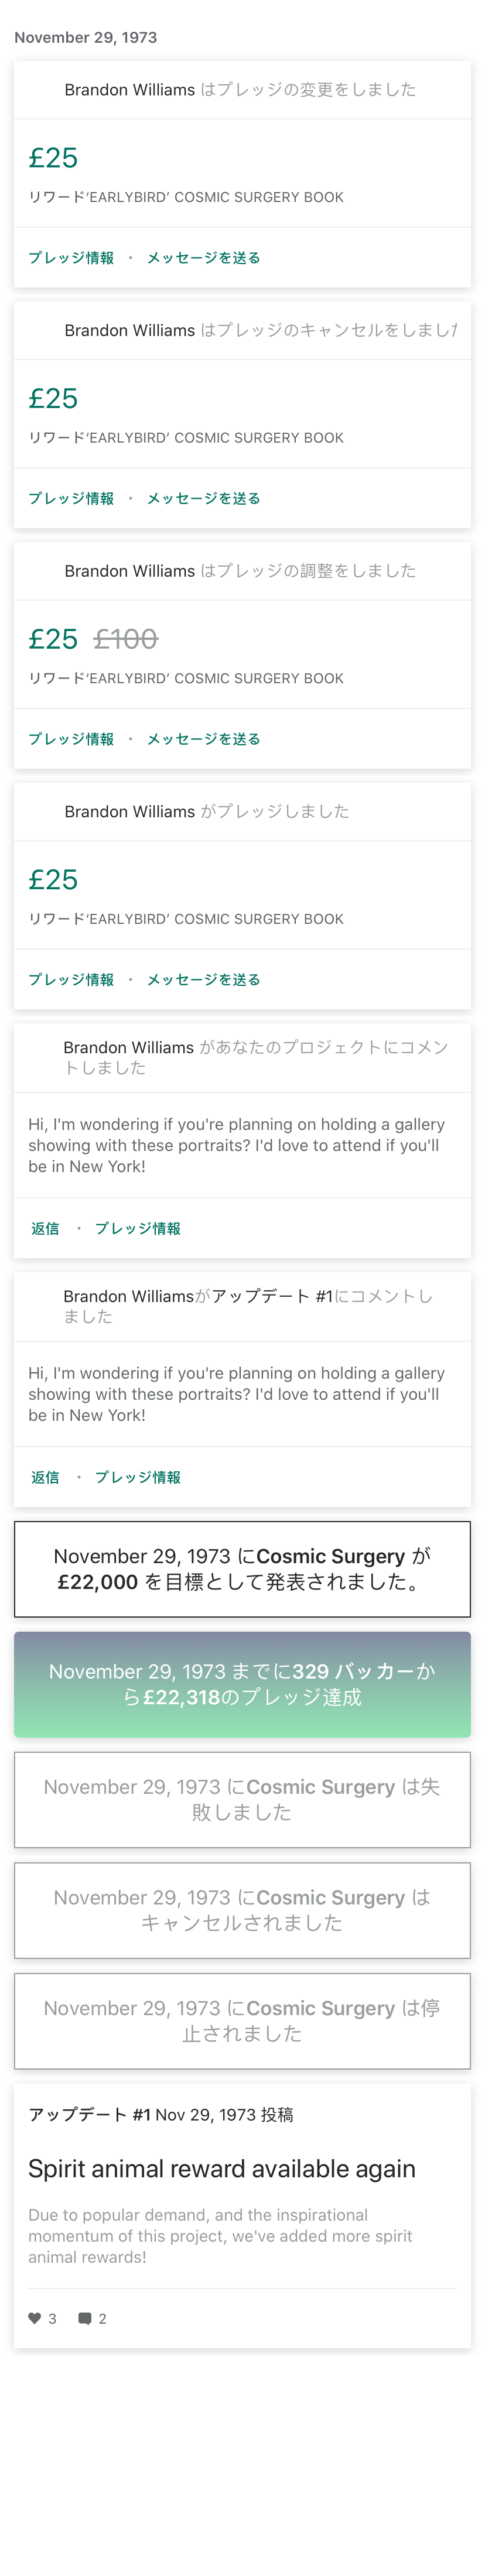 November 29, 1973
Brandon Williams はプレッジの変更をしました
£25
リワード‘EARLYBIRD’ COSMIC SURGERY BOOK
プレッジ情報 • メッセージを送る
Brandon Williams はプレッジのキャンセルをしました
£25
リワード‘EARLYBIRD’ COSMIC SURGERY BOOK
プレッジ情報 • メッセージを送る
Brandon Williams はプレッジの調整をしました
£25 £100
リワード‘EARLYBIRD’ COSMIC SURGERY BOOK
プレッジ情報 • メッセージを送る
Brandon Williams がプレッジしました
£25
リワード‘EARLYBIRD’ COSMIC SURGERY BOOK
プレッジ情報 • メッセージを送る
Brandon Williams があなたのプロジェクトにコメン
トしました
Hi, I'm wondering if you're planning on holding a gallery
showing with these portraits? I'd love to attend if you'll
be in New York!
返信 • プレッジ情報
Brandon Williamsがアップデート #1にコメントし
ました
Hi, I'm wondering if you're planning on holding a gallery
showing with these portraits? I'd love to attend if you'll
be in New York!
返信 • プレッジ情報
November 29, 1973 にCosmic Surgery が
£22,000 を目標として発表されました。
November 29, 1973 までに329 バッカーか
ら£22,318のプレッジ達成
November 29, 1973 にCosmic Surgery は失
敗しました
November 29, 1973 にCosmic Surgery は
キャンセルされました
November 29, 1973 にCosmic Surgery は停
止されました
アップデート #1 Nov 29, 1973 投稿
Spirit animal reward available again
Due to popular demand, and the inspirational
momentum of this project, we've added more spirit
animal rewards!
3 2